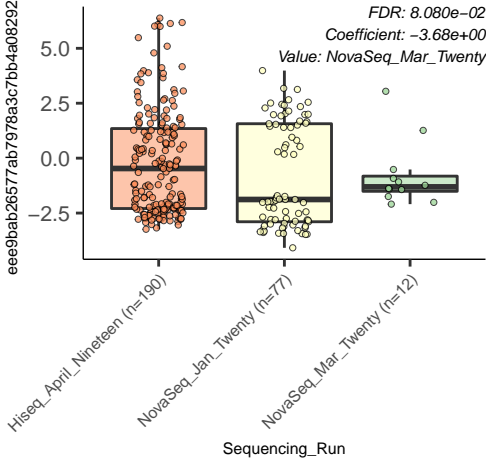 FDR: 8.080e−02
Coefficient: −3.68e+00
Value: NovaSeq_Mar_Twenty
eee9bab26577ab7978a3c7bb4a08292
5.0
2.5
0.0
−2.5
Hiseq_April_Nineteen (n=190)
NovaSeq_Jan_Twenty (n=77)
NovaSeq_Mar_Twenty (n=12)
Sequencing_Run